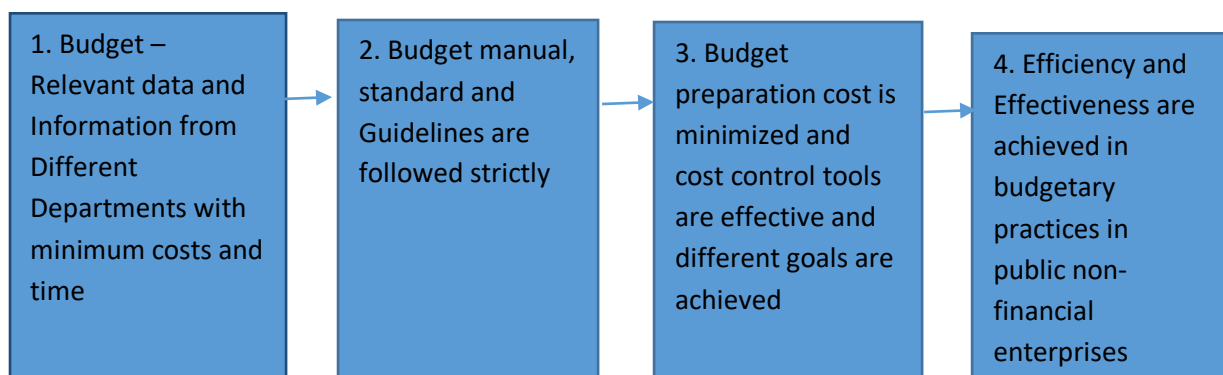 1. Budget –
Relevant data and
Information from
Different
Departments with
minimum costs and
time
2. Budget manual,
standard and
Guidelines are
followed strictly
3. Budget
preparation cost is
minimized and
cost control tools
are effective and
different goals are
achieved
4. Efficiency and
Effectiveness are
achieved in
budgetary
practices in
public non-
financial
enterprises